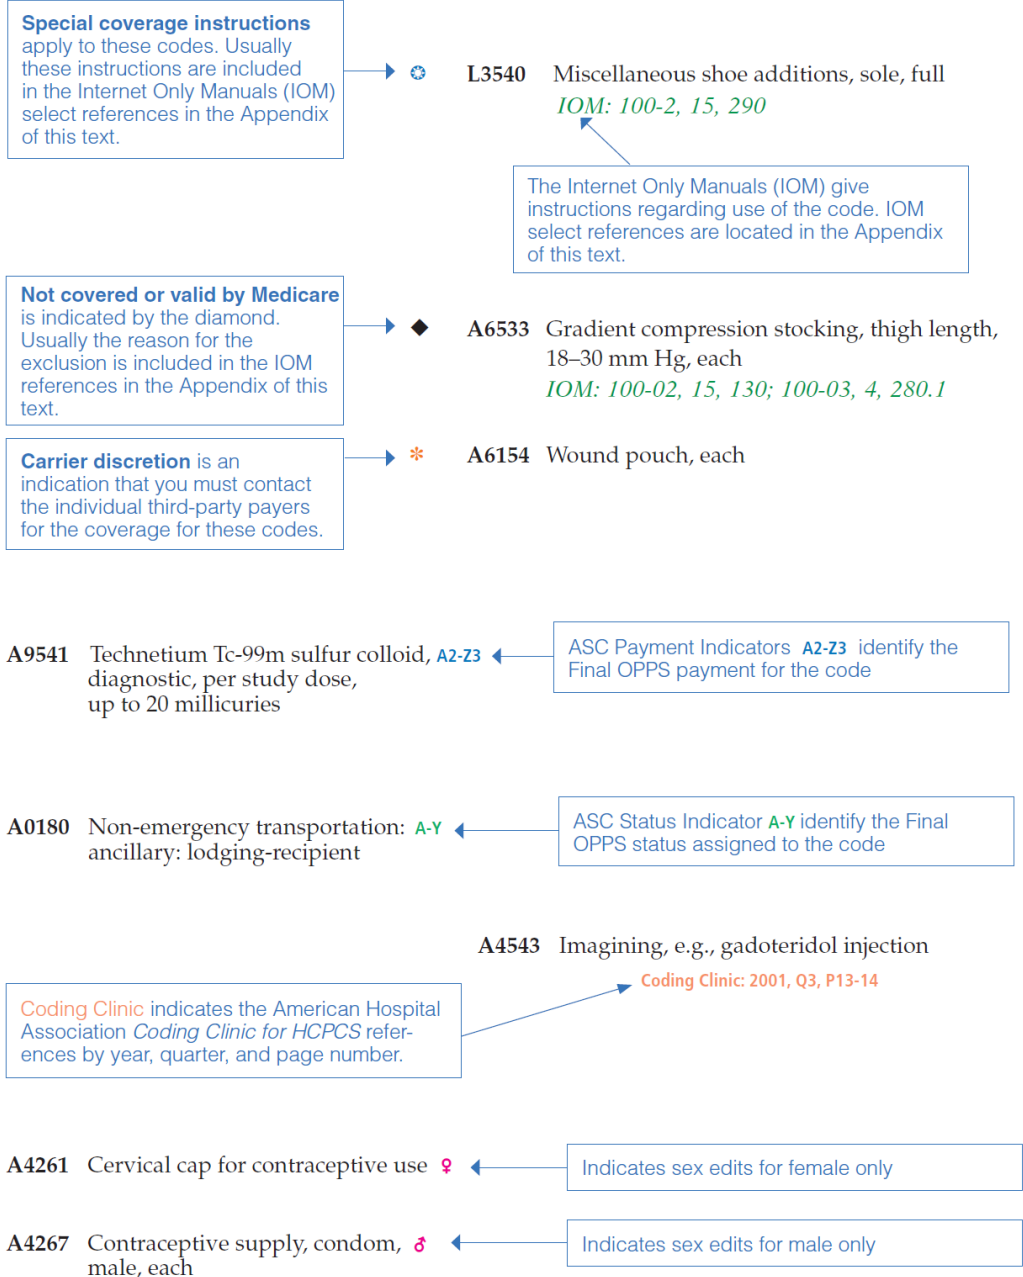 Special coverage instructions
apply to these codes. Usually
these instructions are included
in the Internet Only Manuals (IOM)
select references in the Appendix
of this text.
L3540 Miscellaneous shoe additions, sole, full
IOM: 100-2, 15, 290
The Internet Only Manuals (IOM) give
instructions regarding use of the code. IOM
select references are located in the Appendix
of this text.
Not covered or valid by Medicare
is indicated by the diamond.
Usually the reason for the
exclusion is included in the IOM
references in the Appendix of this
text.
◆ A6533 Gradient compression stocking, thigh length,
18–30 mm Hg, each
IOM: 100-02, 15, 130; 100-03, 4, 280.1
Carrier discretion is an
indication that you must contact
the individual third-party payers
for the coverage for these codes.
* A6154 Wound pouch, each
A9541 Technetium Tc-99m sulfur colloid, A2-Z3
diagnostic, per study dose,
up to 20 millicuries
ASC Payment Indicators A2-Z3 identify the
Final OPPS payment for the code
A0180 Non-emergency transportation: A-Y
ancillary: lodging-recipient
ASC Status Indicator A-Y identify the Final
OPPS status assigned to the code
A4543 Imagining, e.g., gadoteridol injection
Coding Clinic: 2001, Q3, P13-14
Coding Clinic indicates the American Hospital
Association Coding Clinic for HCPCS refer-
ences by year, quarter, and page number.
A4261 Cervical cap for contraceptive use ♀
Indicates sex edits for female only
A4267 Contraceptive supply, condom, ♂
male, each
Indicates sex edits for male only